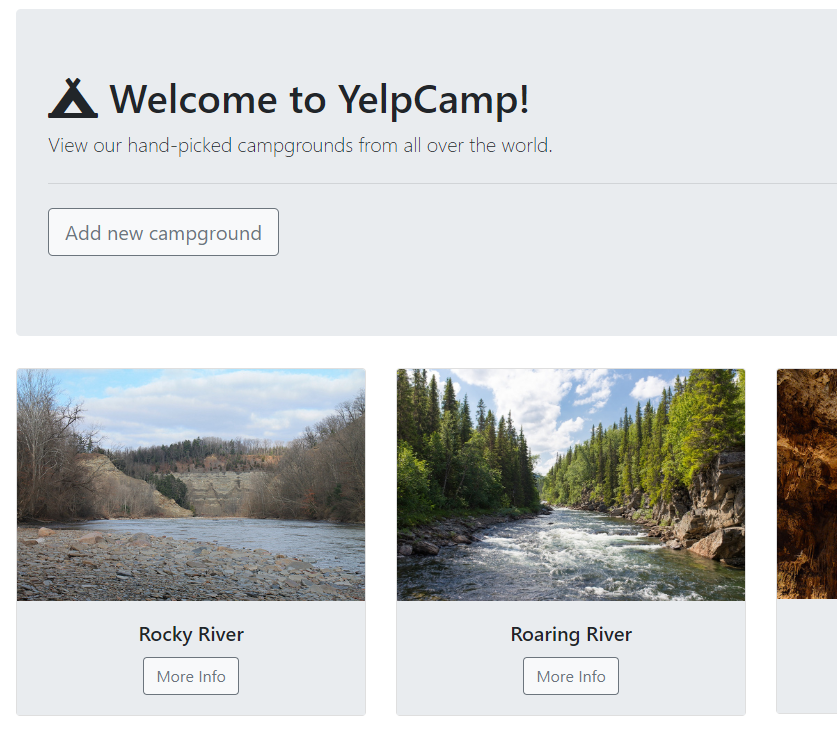 Welcome to YelpCamp!
View our hand-picked campgrounds from all over the world.
Add new campground
Rocky River
Roaring River
More Info
More Info